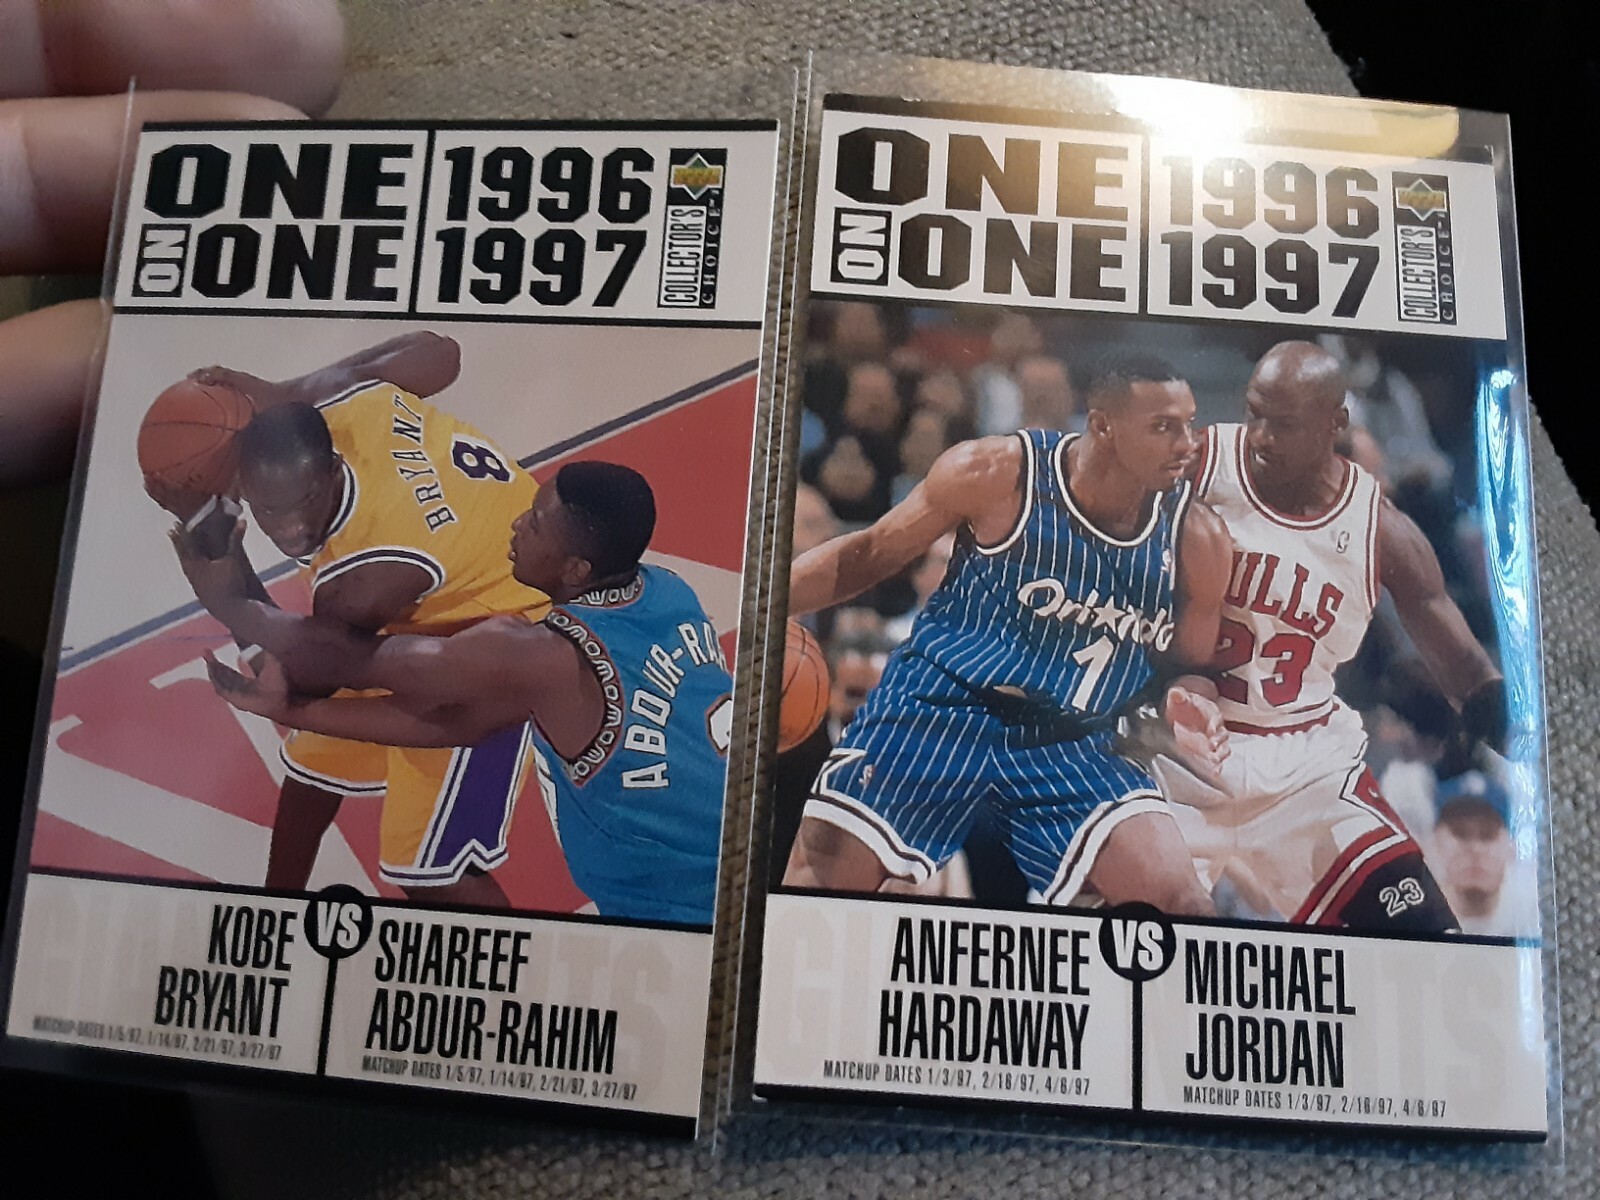 ONE
ON ONE
1996
1997
COLLECTOR'S
CHOICE
BRYANT
8
ABDUR-RA
KOBE
BRYANT
VS
SHAREEF
ABDUR-RAHIM
MATCHUP DATES 1/5/97, 1/14/97, 2/21/97, 3/27/97
MATCHUP DATES 1/5/97, 1/14/97, 2/21/97, 3/27/97
ONE
ON ONE
1996
1997
COLLECTOR'S
CHOICE
Orlando
1
ULLS
23
23
ANFERNEE
HARDAWAY
VS
MICHAEL
JORDAN
MATCHUP DATES 1/3/97, 2/16/97, 4/6/97
MATCHUP DATES 1/3/97, 2/16/97, 4/6/97